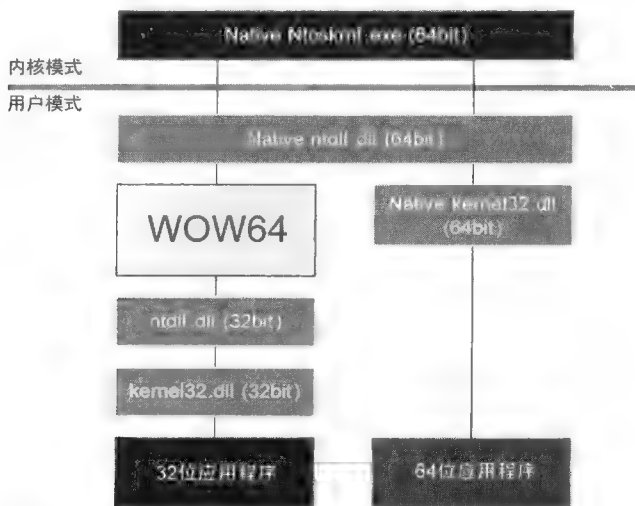 Native Ntoskrnl.exe (64bit)
内核模式
用户模式
Native ntdll.dll (64bit)
WOW64
Native Kernel32.dll
(64bit)
ntdll.dll (32bit)
kernel32.dll (32bit)
32位应用程序
64位应用程序